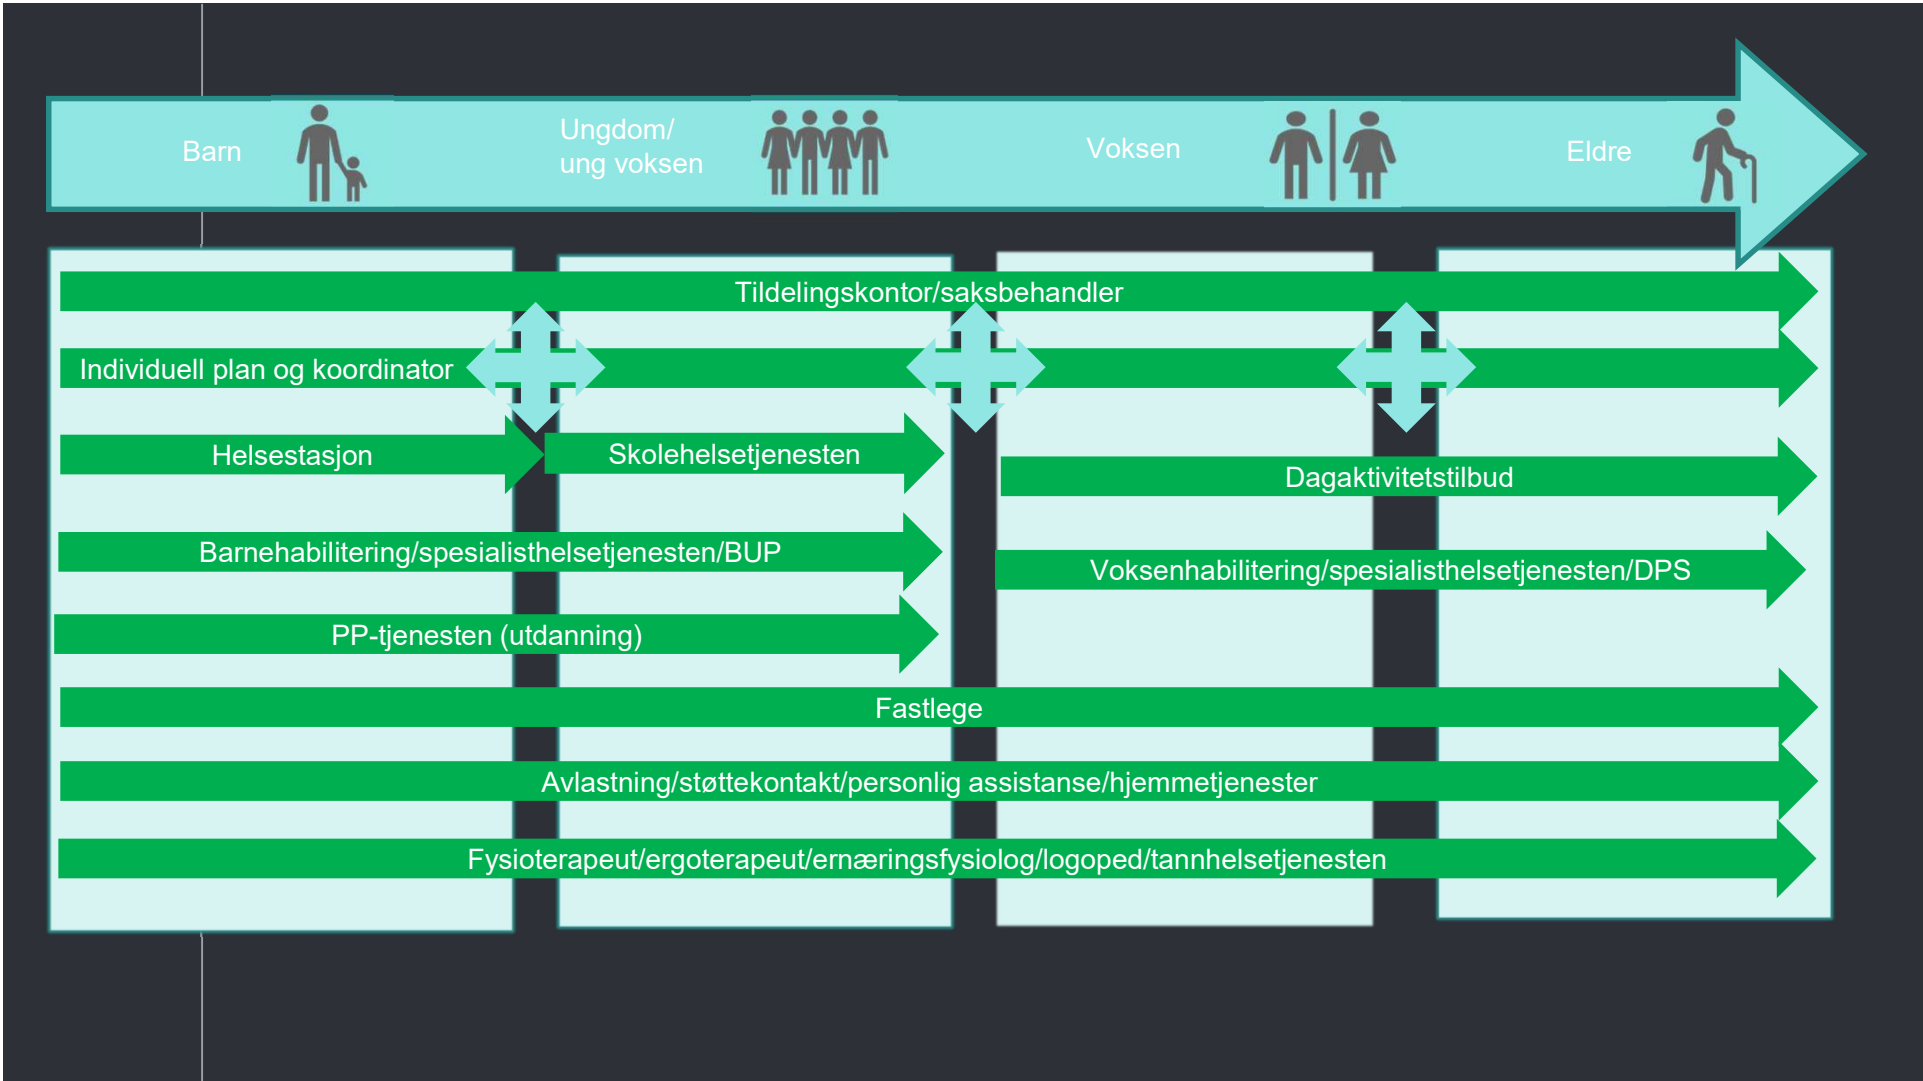 Barn
Ungdom/
ung voksen
Voksen
Eldre
Tildelingskontor/saksbehandler
Individuell plan og koordinator
Helsestasjon
Skolehelsetjenesten
Dagaktivitetstilbud
Barnehabilitering/spesialisthelsetjenesten/BUP
Voksenhabilitering/spesialisthelsetjenesten/DPS
PP-tjenesten (utdanning)
Fastlege
Avlastning/støttekontakt/personlig assistanse/hjemmetjenester
Fysioterapeut/ergoterapeut/ernæringsfysiolog/logoped/tannhelsetjenesten